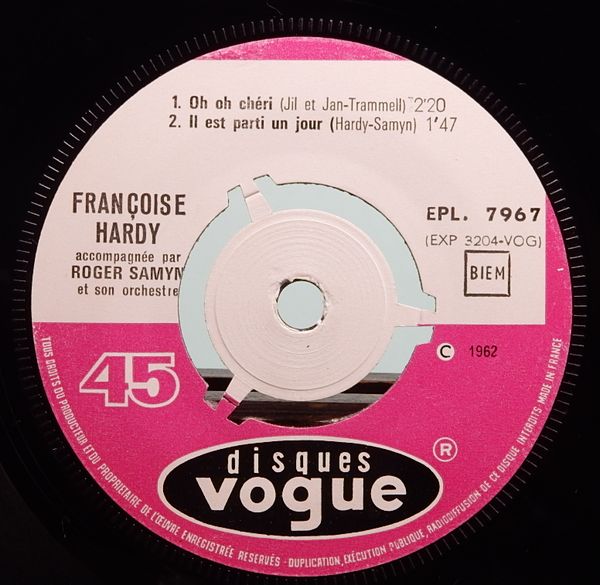 1. Oh oh chéri (Jil et Jan-Trammell) 2'20
2. Il est parti un jour (Hardy-Samyn) 1'47
FRANÇOISE
HARDY
accompagnée par
ROGER SAMYN
et son orchestre
EPL. 7967
(EXP 3204-VOG)
BIEM
45
© 1962
disques
vogue
®
TOUS DROITS DU PRODUCTEUR ET DU PROPRIETAIRE DE L'ŒUVRE ENREGISTRÉE RESERVÉS - DUPLICATION, EXÉCUTION PUBLIQUE, RADIODIFFUSION DE CE DISQUE INTERDITS MADE IN FRANCE